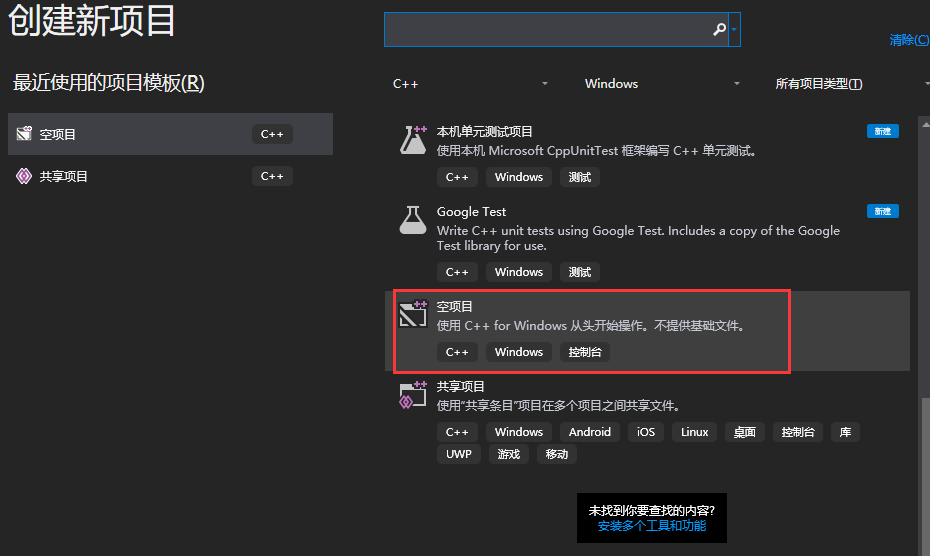 创建新项目
清除(C)
最近使用的项目模板(R)
C++
Windows
所有项目类型(T)
空项目
C++
共享项目
C++
本机单元测试项目
新建
使用本机 Microsoft CppUnitTest 框架编写 C++ 单元测试。
C++ Windows 测试
Google Test
新建
Write C++ unit tests using Google Test. Includes a copy of the Google
Test library for use.
C++ Windows 测试
空项目
使用 C++ for Windows 从头开始操作。不提供基础文件。
C++ Windows 控制台
共享项目
使用“共享条目”项目在多个项目之间共享文件。
C++ Windows Android iOS Linux 桌面 控制台 库
UWP 游戏 移动
未找到你要查找的内容?
安装多个工具和功能